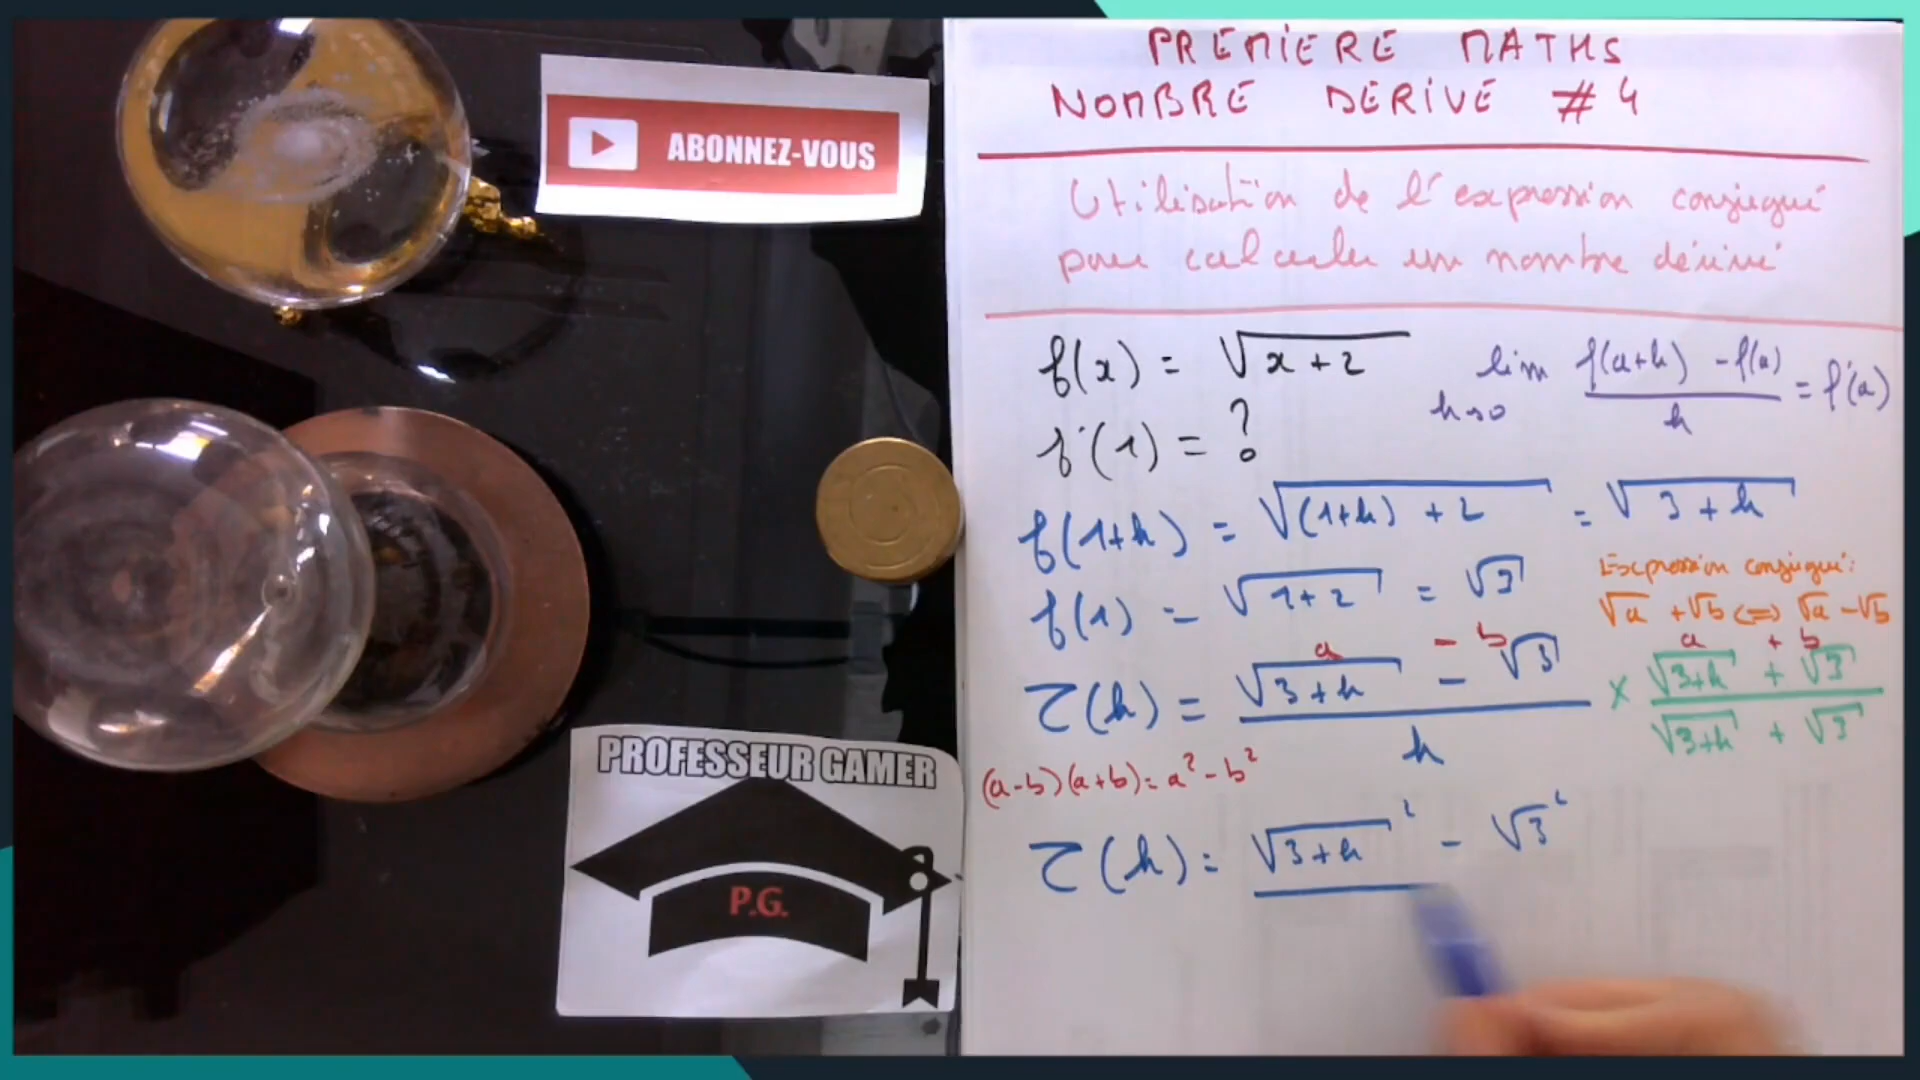 ABONNEZ-VOUS
PROFESSEUR GAMER
P.G.
PREMIERE MATHS
NOMBRE DERIVE #4
Utilisation de l'expression conjugué
pour calculer un nombre dérivé
f(x) = √(x+2)
lim h→0 (f(a+h) - f(a))/h = f'(a)
f'(1) = ?
f(1+h) = √((1+h)+2) = √(3+h)
f(1) = √(1+2) = √3
Expression conjugué:
√a + √b <=> √a - √b
a - b
a + b
τ(h) = (√(3+h) - √3)/h × (√(3+h) + √3)/(√(3+h) + √3)
(a-b)(a+b) = a² - b²
τ(h) = √(3+h)² - √3²